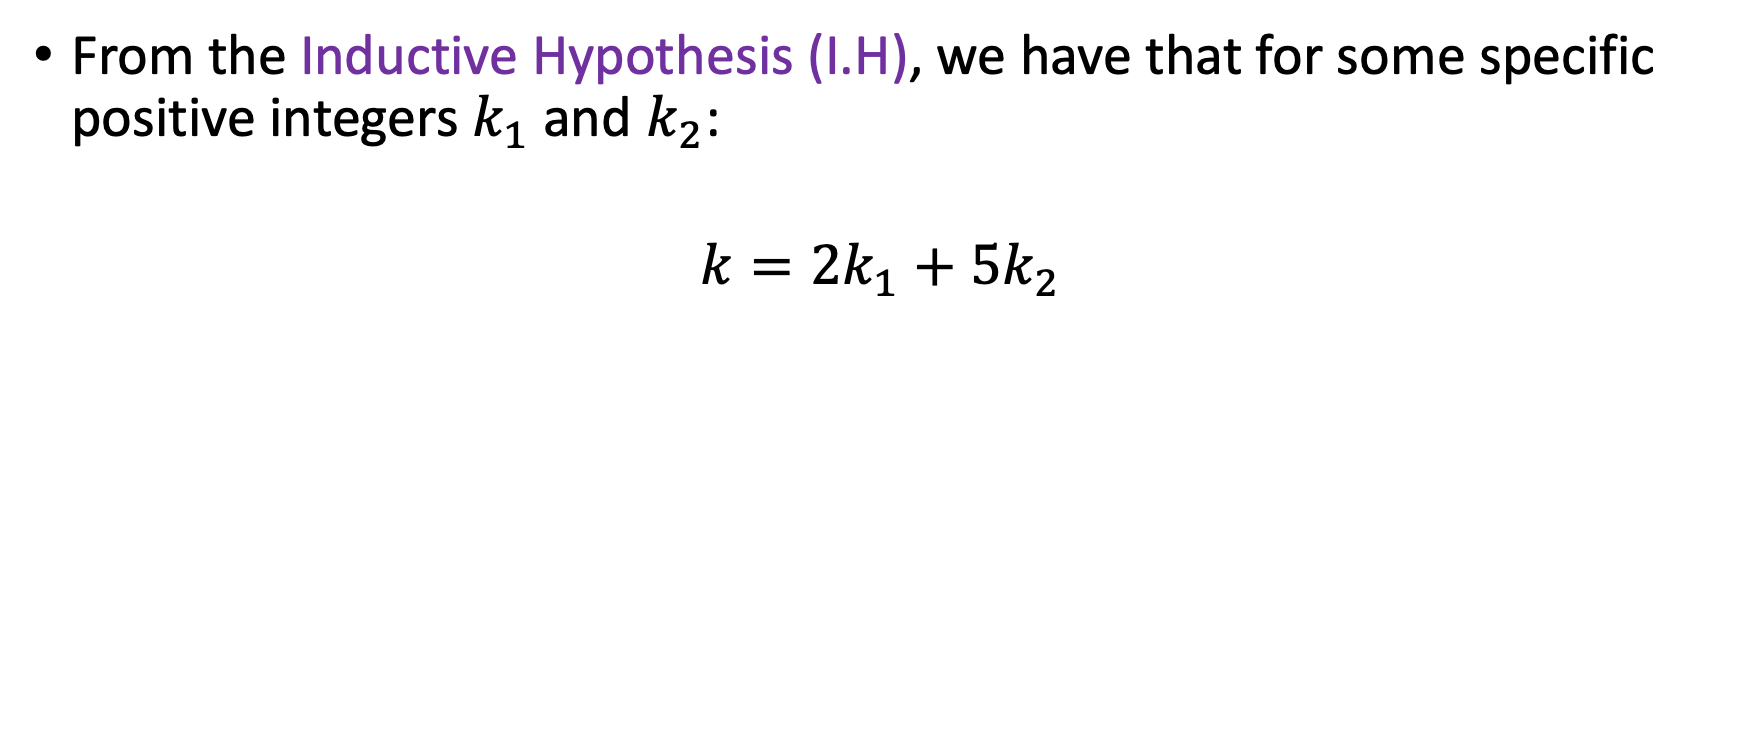 • From the Inductive Hypothesis (I.H), we have that for some specific
positive integers k₁ and k₂:
k = 2k₁ + 5k₂